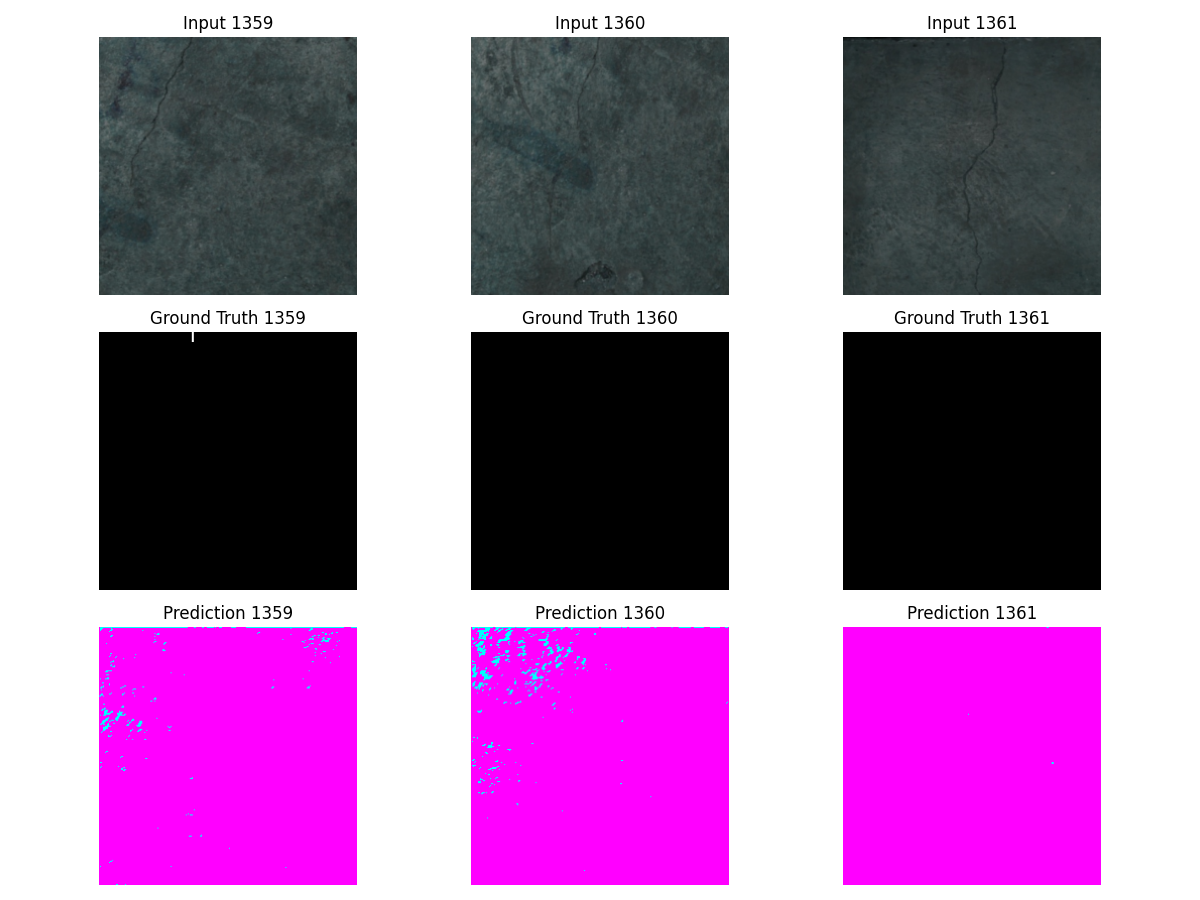 Input 1359
Input 1360
Input 1361
Ground Truth 1359
Ground Truth 1360
Ground Truth 1361
Prediction 1359
Prediction 1360
Prediction 1361